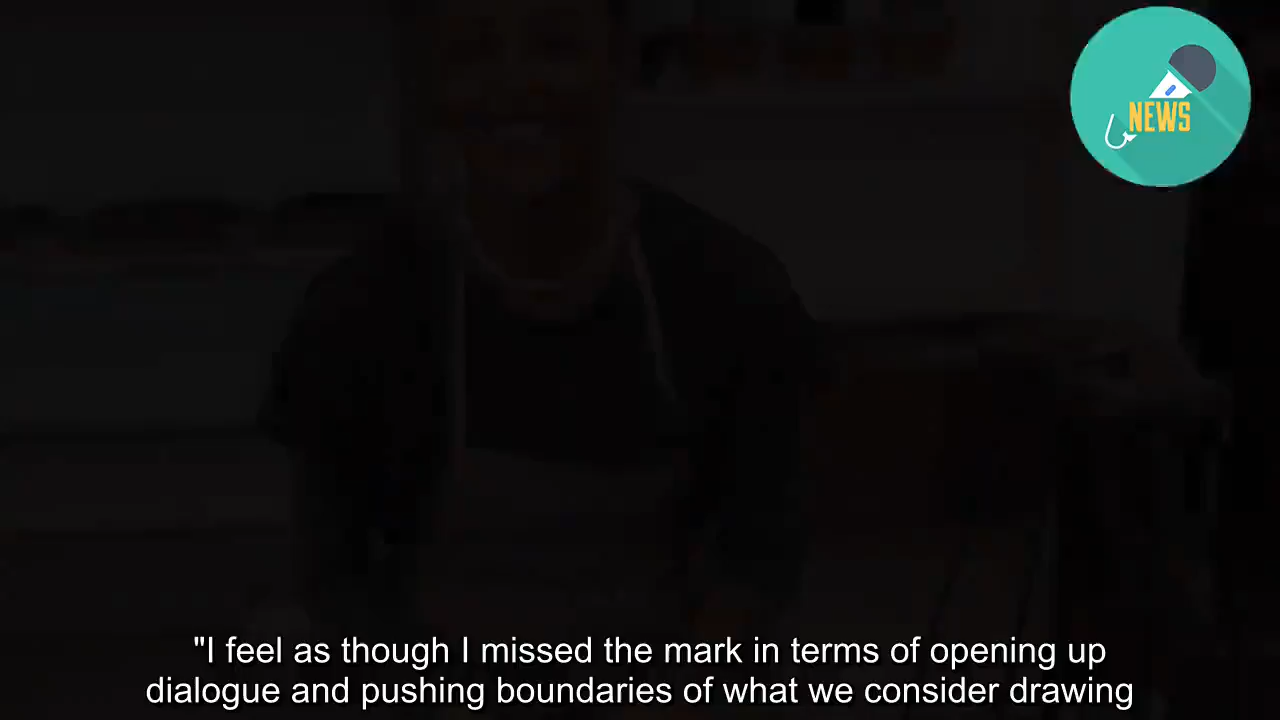 NEWS
"I feel as though I missed the mark in terms of opening up
dialogue and pushing boundaries of what we consider drawing